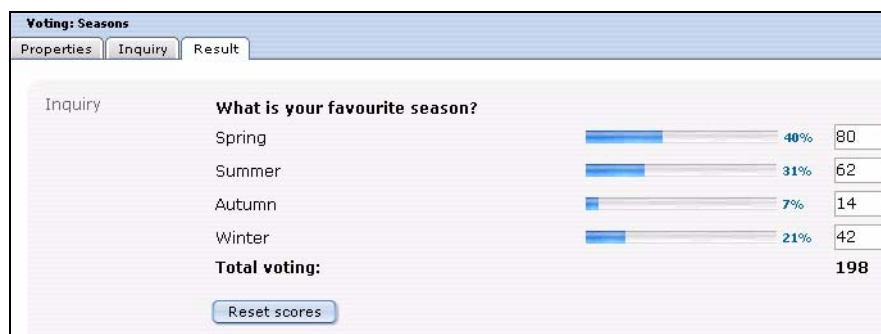 Voting: Seasons
Properties Inquiry Result
Inquiry What is your favourite season?
Spring 40% 80
Summer 31% 62
Autumn 7% 14
Winter 21% 42
Total voting: 198
Reset scores